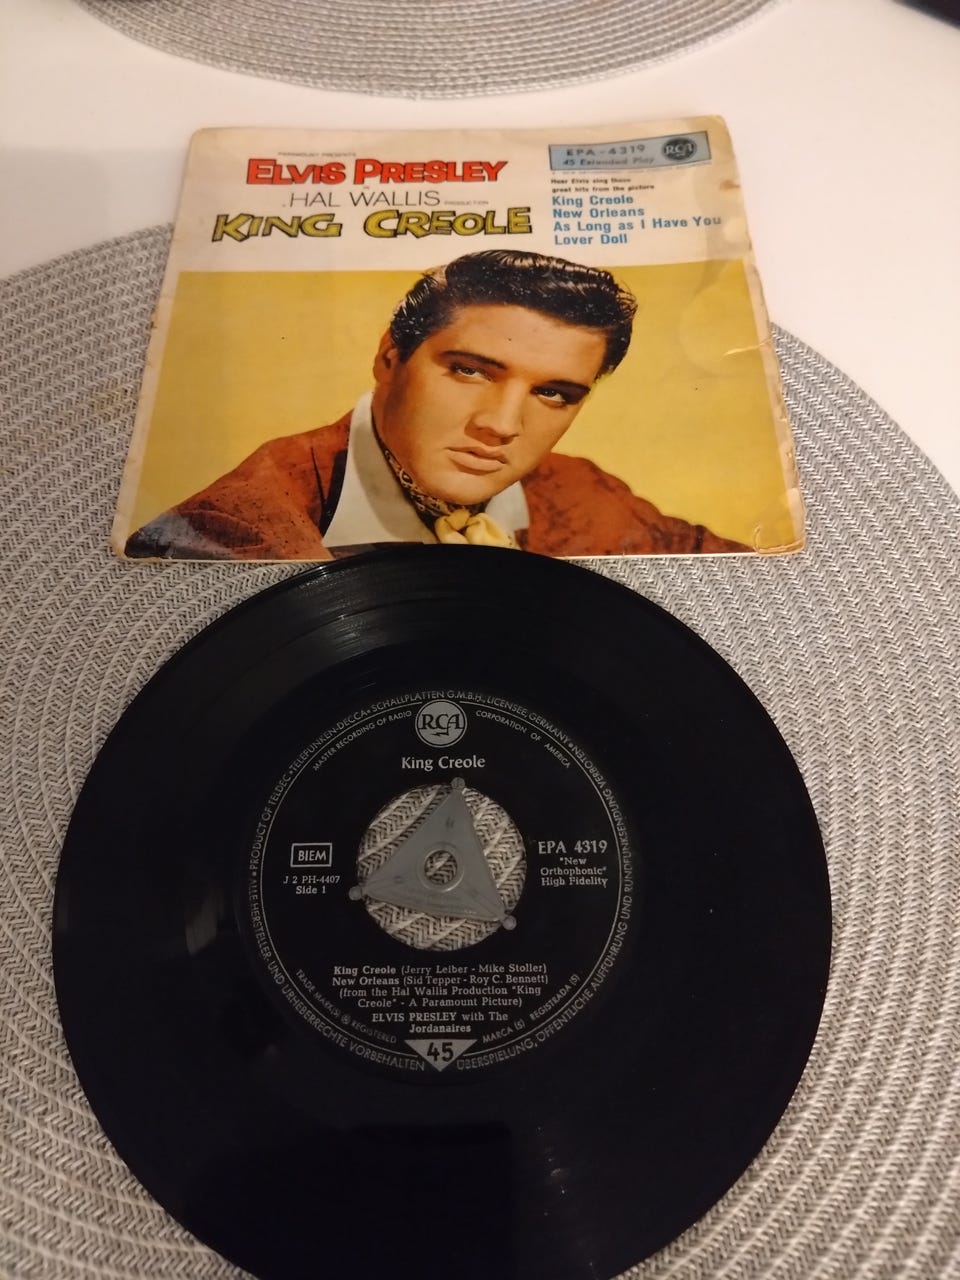 PARAMOUNT PRESENTS
ELVIS PRESLEY
IN
HAL WALLIS PRODUCTION
KING CREOLE
EPA-4319
45 Extended Play
RCA
Hear Elvis sing these
great hits from the picture
King Creole
New Orleans
As Long as I Have You
Lover Doll
PRODUCT OF TELDEC •TELEFUNKEN-DECCA• SCHALLPLATTEN G.M.B.H., LICENSEE, GERMANY•
ALLE HERSTELLER- UND URHEBERRECHTE VORBEHALTEN
ÜBERSPIELUNG, ÖFFENTLICHE AUFFÜHRUNG UND RUNDFUNKSENDUNG VERBOTEN
MASTER RECORDING OF RADIO CORPORATION OF AMERICA
RCA
King Creole
BIEM
J 2 PH-4407
Side 1
EPA 4319
"New
Orthophonic"
High Fidelity
King Creole (Jerry Leiber - Mike Stoller)
New Orleans (Sid Tepper - Roy C. Bennett)
(from the Hal Wallis Production "King
Creole" - A Paramount Picture)
ELVIS PRESLEY with The
Jordanaires
TRADE MARK(S) ® REGISTERED
MARCA (S) REGISTRADA (S)
45